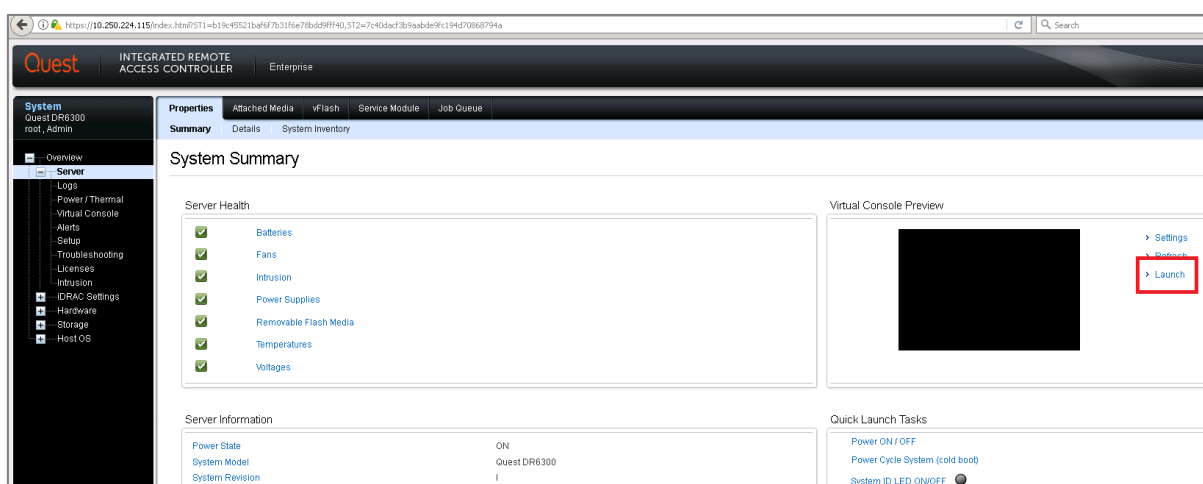 https://10.250.224.115/index.html?ST1=b19c45521baf6f7b31f6e78bdd9fff40,ST2=7c40dacf3b9aabde9fc194d70868794a
Search
Quest INTEGRATED REMOTE ACCESS CONTROLLER Enterprise
System
Quest DR6300
root , Admin
Properties Attached Media vFlash Service Module Job Queue
Summary Details System Inventory
Overview
Server
Logs
Power / Thermal
Virtual Console
Alerts
Setup
Troubleshooting
Licenses
Intrusion
iDRAC Settings
Hardware
Storage
Host OS
System Summary
Server Health
Batteries
Fans
Intrusion
Power Supplies
Removable Flash Media
Temperatures
Voltages
Virtual Console Preview
Settings
Refresh
Launch
Server Information
Power State ON
System Model Quest DR6300
System Revision I
Quick Launch Tasks
Power ON / OFF
Power Cycle System (cold boot)
System ID LED ON/OFF